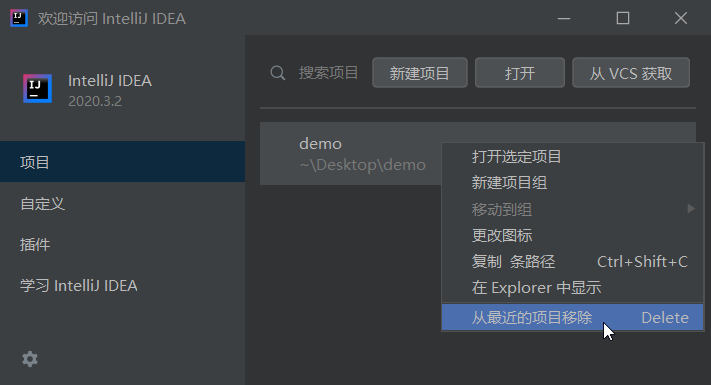 欢迎访问 IntelliJ IDEA
IJ
IntelliJ IDEA
2020.3.2
项目
自定义
插件
学习 IntelliJ IDEA
搜索项目
新建项目
打开
从 VCS 获取
demo
~\Desktop\demo
打开选定项目
新建项目组
移动到组
更改图标
复制 条路径 Ctrl+Shift+C
在 Explorer 中显示
从最近的项目移除 Delete